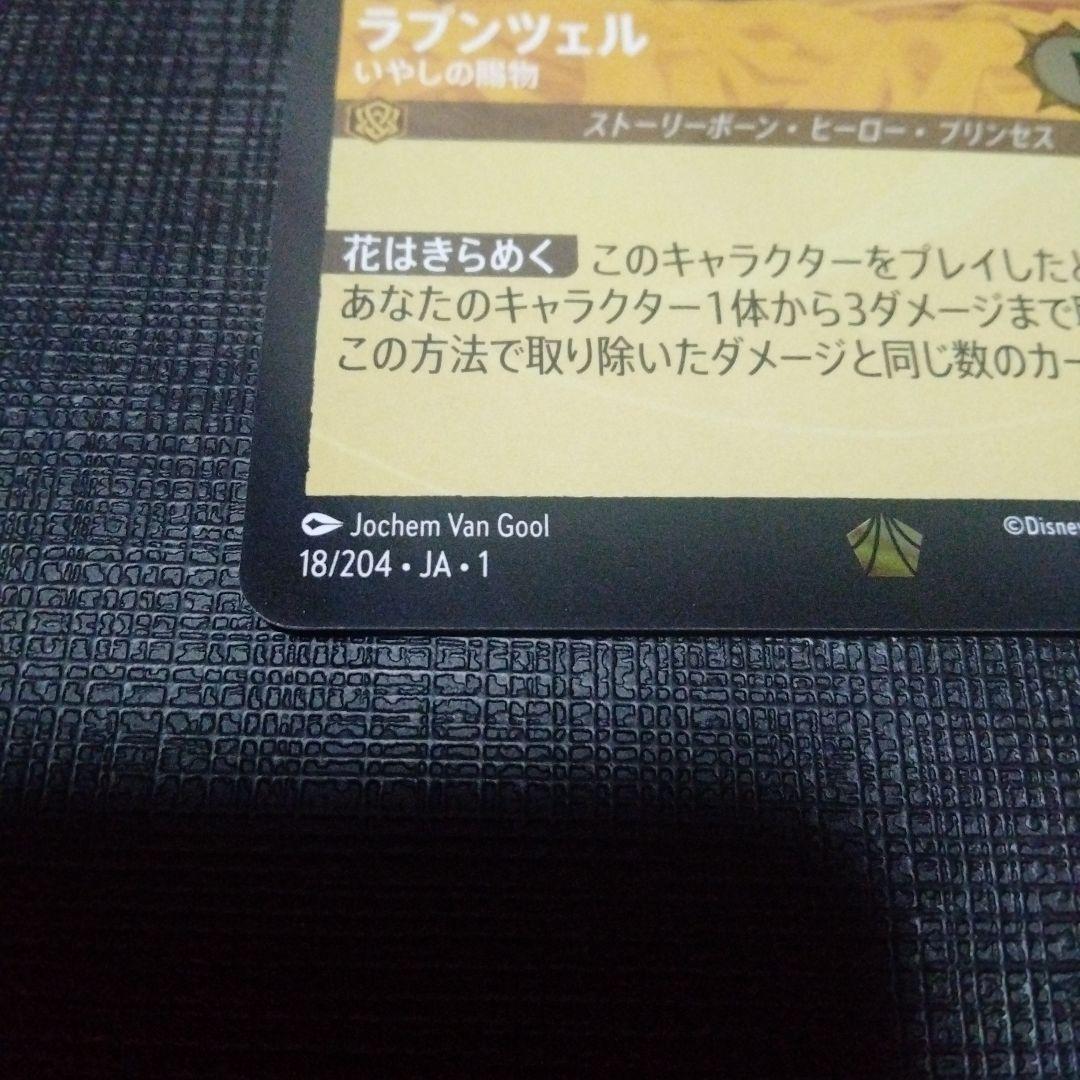 ラプンツェル
いやしの賜物
ストーリーボーン・ヒーロー・プリンセス
花はきらめく このキャラクターをプレイしたと
あなたのキャラクター1体から3ダメージまで取
この方法で取り除いたダメージと同じ数のカー
Jochem Van Gool
18/204 • JA • 1
©Disney